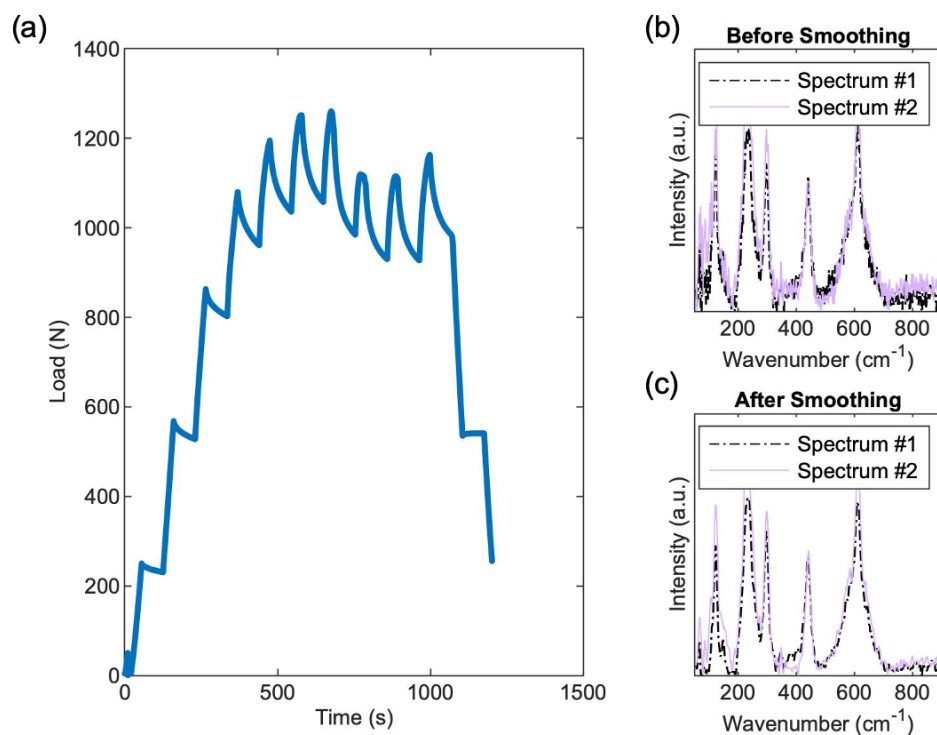 (a)
1400
1200
1000
800
600
400
200
0
Load (N)
0
500
1000
1500
Time (s)
(b)
Before Smoothing
Spectrum #1
Spectrum #2
Intensity (a.u.)
200 400 600 800
Wavenumber (cm⁻¹)
(c)
After Smoothing
Spectrum #1
Spectrum #2
Intensity (a.u.)
200 400 600 800
Wavenumber (cm⁻¹)